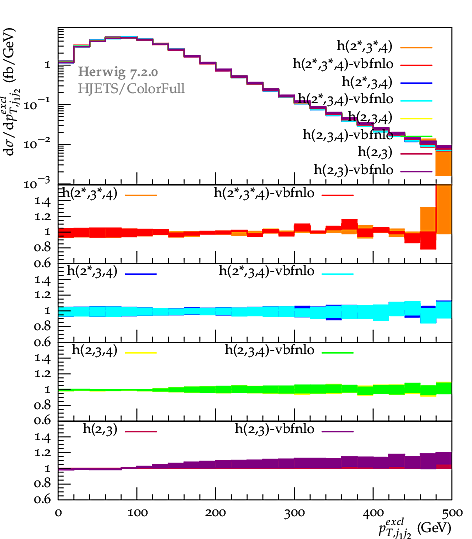 dσ/dp^{excl}_{T,j1j2} (fb/GeV)
1
10^{-1}
10^{-2}
10^{-3}
Herwig 7.2.0
HJETS/ColorFull
h(2*,3*,4)
h(2*,3*,4)-vbfnlo
h(2*,3,4)
h(2*,3,4)-vbfnlo
h(2,3,4)
h(2,3,4)-vbfnlo
h(2,3)
h(2,3)-vbfnlo
h(2*,3*,4) h(2*,3*,4)-vbfnlo
1.4
1.2
1
0.8
0.6
h(2*,3,4) h(2*,3,4)-vbfnlo
1.4
1.2
1
0.8
0.6
h(2,3,4) h(2,3,4)-vbfnlo
1.4
1.2
1
0.8
0.6
h(2,3) h(2,3)-vbfnlo
1.4
1.2
1
0.8
0.6
0 100 200 300 400 500
p^{excl}_{T,j1j2} (GeV)